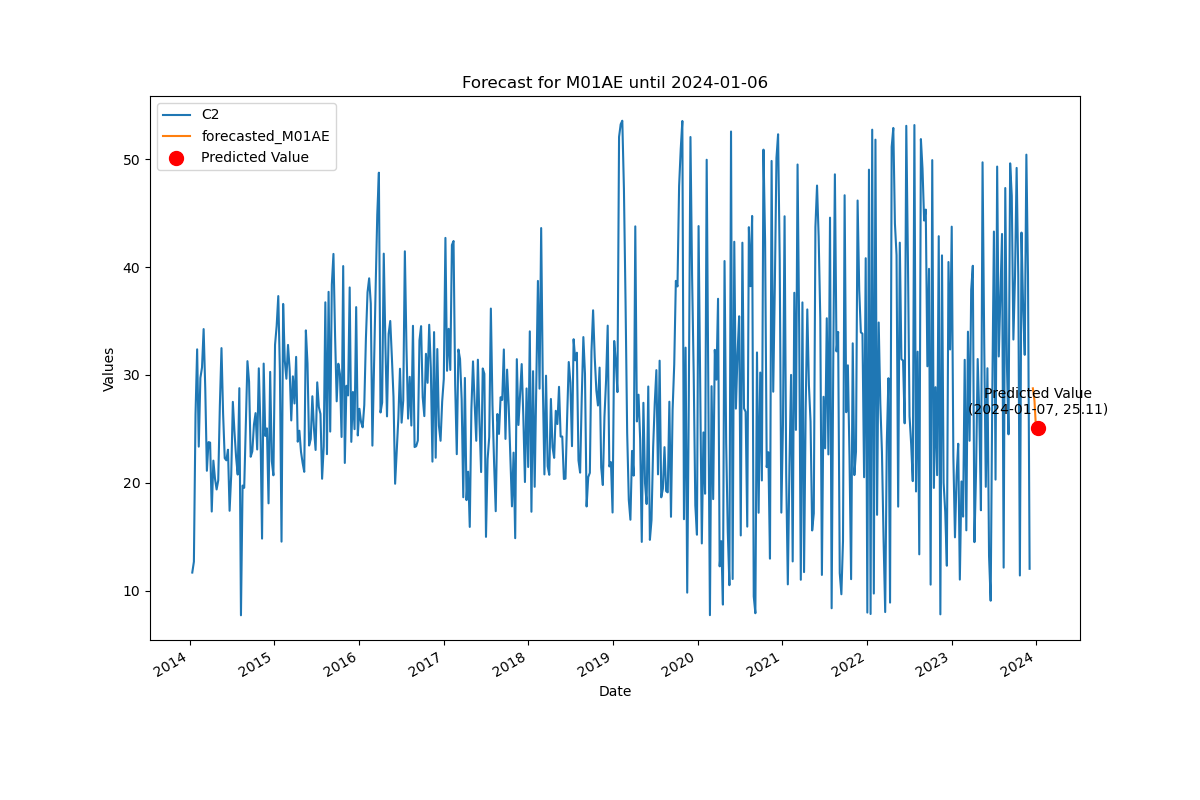 Forecast for M01AE until 2024-01-06
C2
forecasted_M01AE
Predicted Value
50
40
30
20
10
Values
Predicted Value
(2024-01-07, 25.11)
2014 2015 2016 2017 2018 2019 2020 2021 2022 2023 2024
Date